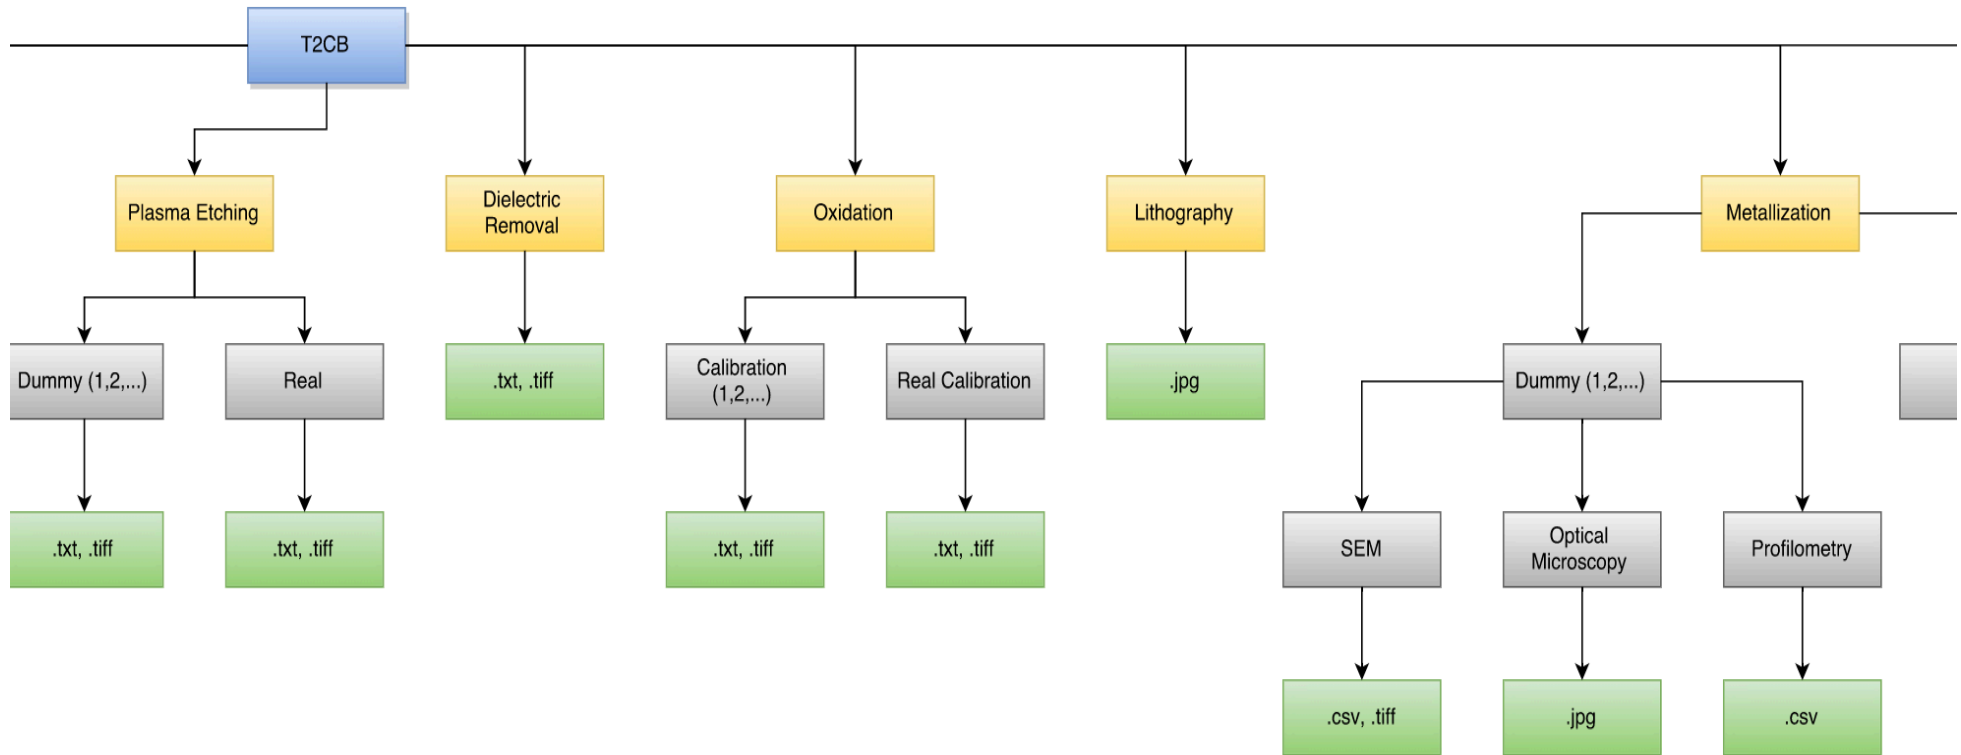 T2CB
Plasma Etching
Dielectric
Removal
Oxidation
Lithography
Metallization
Dummy (1,2,...)
Real
.txt, .tiff
Calibration
(1,2,...)
Real Calibration
.jpg
Dummy (1,2,...)
.txt, .tiff
.txt, .tiff
.txt, .tiff
.txt, .tiff
SEM
Optical
Microscopy
Profilometry
.csv, .tiff
.jpg
.csv